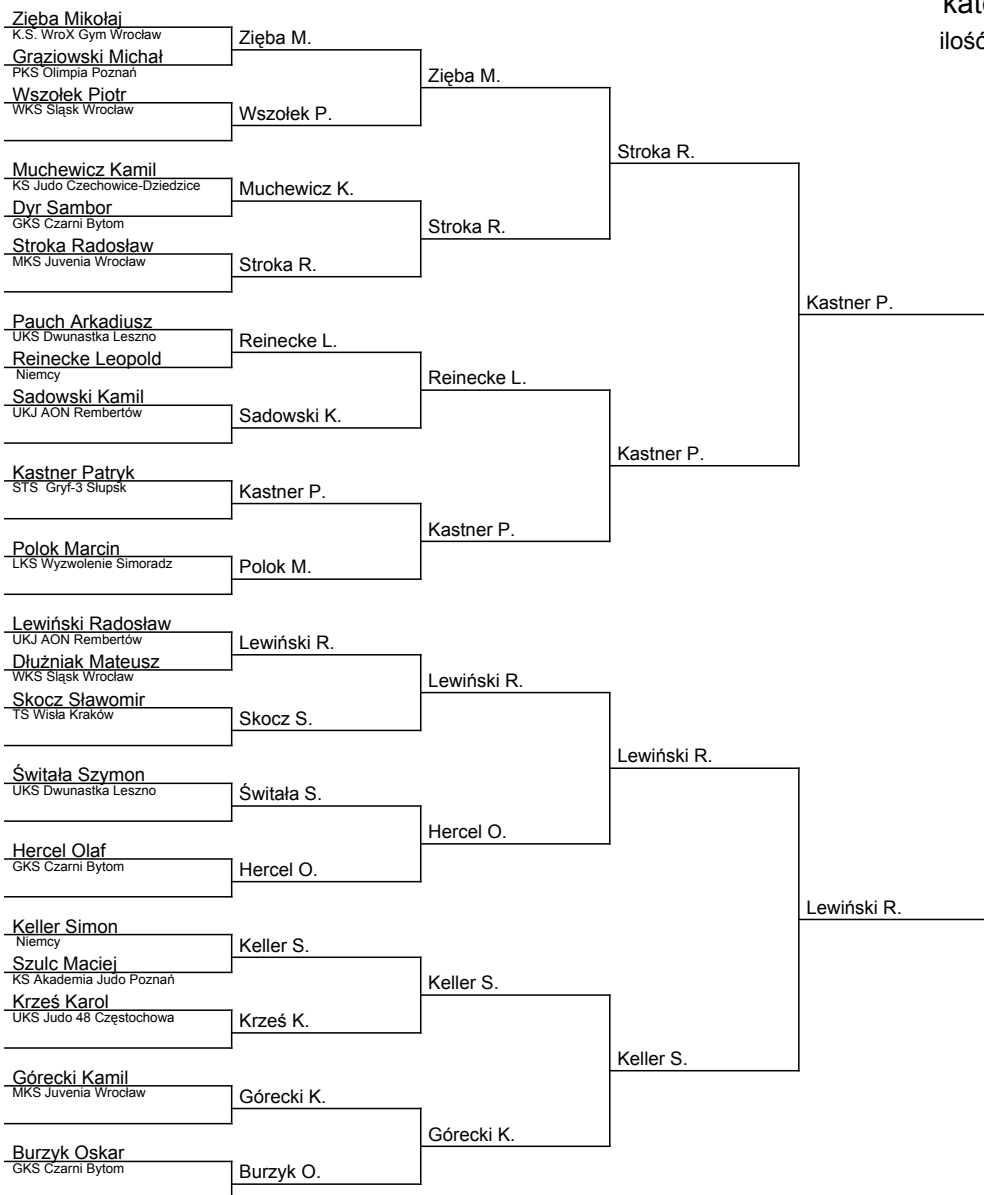 kate
ilość
Zięba Mikołaj
K.S. WroX Gym Wrocław
Grąziowski Michał
PKS Olimpia Poznań
Wszołek Piotr
WKS Śląsk Wrocław
Muchewicz Kamil
KS Judo Czechowice-Dziedzice
Dyr Sambor
GKS Czarni Bytom
Stroka Radosław
MKS Juvenia Wrocław
Pauch Arkadiusz
UKS Dwunastka Leszno
Reinecke Leopold
Niemcy
Sadowski Kamil
UKJ AON Rembertów
Kastner Patryk
STS Gryf-3 Słupsk
Polok Marcin
LKS Wyzwolenie Simoradz
Lewiński Radosław
UKJ AON Rembertów
Dłużniak Mateusz
WKS Śląsk Wrocław
Skocz Sławomir
TS Wisła Kraków
Świtała Szymon
UKS Dwunastka Leszno
Hercel Olaf
GKS Czarni Bytom
Keller Simon
Niemcy
Szulc Maciej
KS Akademia Judo Poznań
Krześ Karol
UKS Judo 48 Częstochowa
Górecki Kamil
MKS Juvenia Wrocław
Burzyk Oskar
GKS Czarni Bytom
Zięba M.
Wszołek P.
Muchewicz K.
Stroka R.
Reinecke L.
Sadowski K.
Kastner P.
Polok M.
Lewiński R.
Skocz S.
Świtała S.
Hercel O.
Keller S.
Krześ K.
Górecki K.
Burzyk O.
Zięba M.
Stroka R.
Reinecke L.
Kastner P.
Lewiński R.
Hercel O.
Keller S.
Górecki K.
Stroka R.
Kastner P.
Lewiński R.
Keller S.
Kastner P.
Lewiński R.